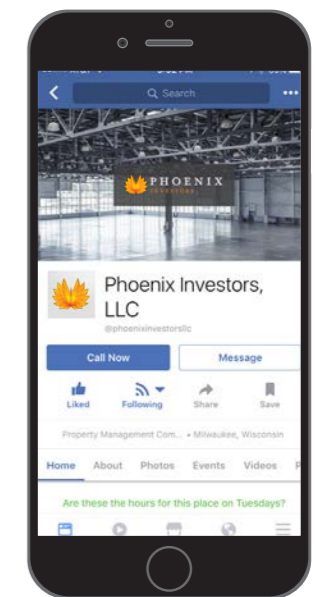 Search
PHOENIX
INVESTORS
Phoenix Investors,
LLC
@phoenixinvestorsllc
Call Now
Message
Liked Following Share Save
Property Management Com... • Milwaukee, Wisconsin
Home About Photos Events Videos
Are these the hours for this place on Tuesdays?